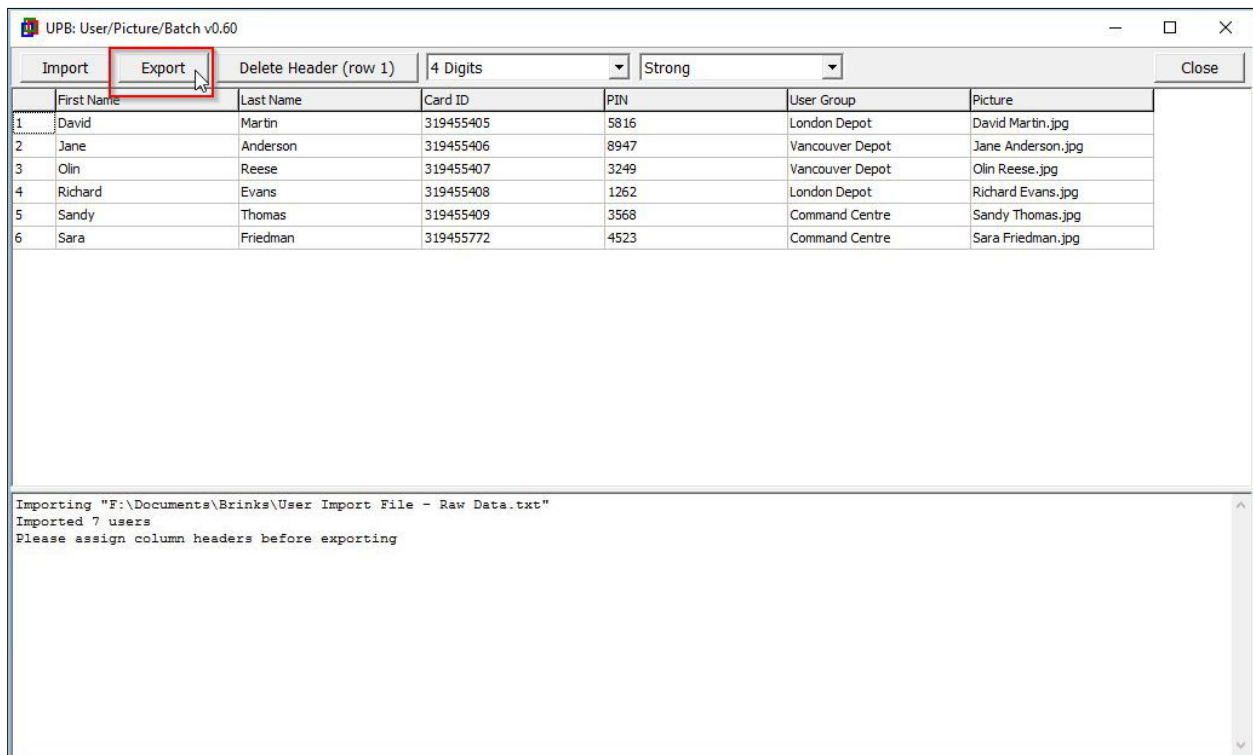 UPB: User/Picture/Batch v0.60
Import Export Delete Header (row 1) 4 Digits Strong Close
First Name Last Name Card ID PIN User Group Picture
1 David Martin 319455405 5816 London Depot David Martin.jpg
2 Jane Anderson 319455406 8947 Vancouver Depot Jane Anderson.jpg
3 Olin Reese 319455407 3249 Vancouver Depot Olin Reese.jpg
4 Richard Evans 319455408 1262 London Depot Richard Evans.jpg
5 Sandy Thomas 319455409 3568 Command Centre Sandy Thomas.jpg
6 Sara Friedman 319455772 4523 Command Centre Sara Friedman.jpg
Importing "F:\Documents\Brinks\User Import File - Raw Data.txt"
Imported 7 users
Please assign column headers before exporting